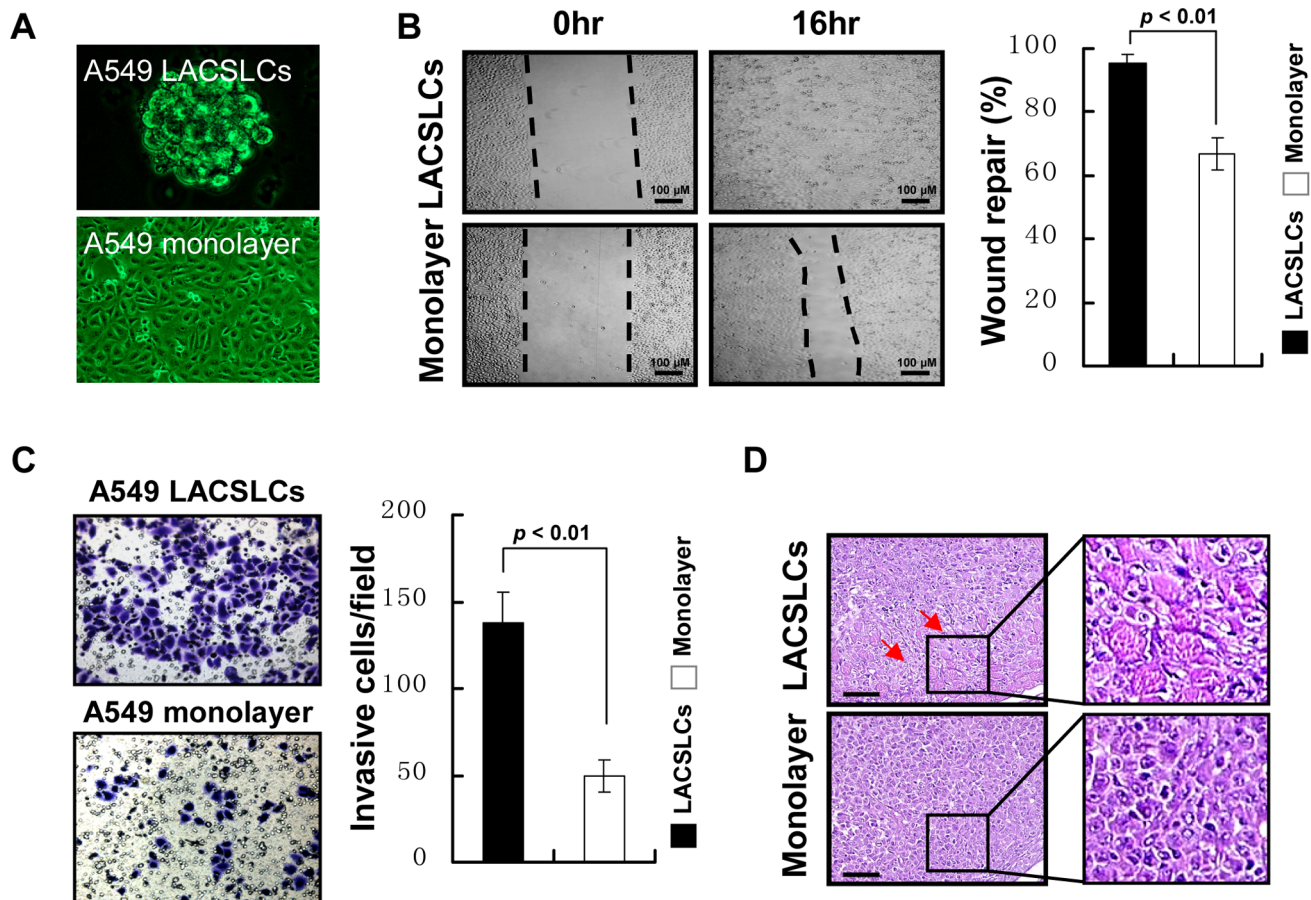 A
A549 LACSLCs
A549 monolayer
B
0hr
16hr
LACSLCs
Monolayer
100 µM
100 µM
100 µM
100 µM
p < 0.01
Wound repair (%)
100
80
60
40
20
0
LACSLCs
Monolayer
C
A549 LACSLCs
A549 monolayer
Invasive cells/field
200
150
100
50
0
p < 0.01
LACSLCs
Monolayer
D
LACSLCs
Monolayer